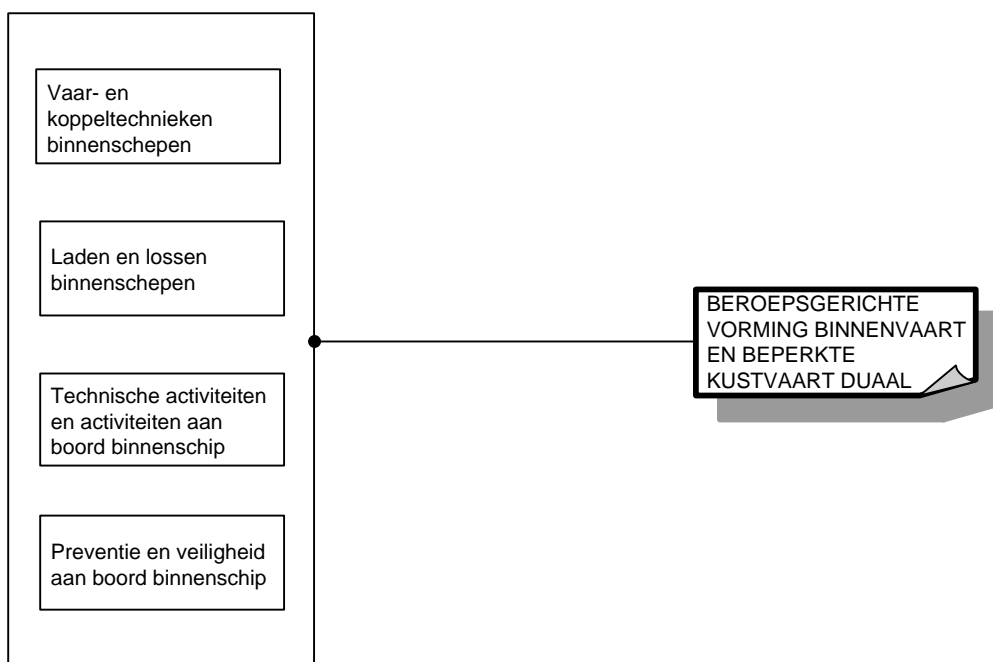 Vaar- en
koppeltechnieken
binnenschepen
Laden en lossen
binnenschepen
Technische activiteiten
en activiteiten aan
boord binnenschip
Preventie en veiligheid
aan boord binnenschip
BEROEPSGERICHTE
VORMING BINNENVAART
EN BEPERKTE
KUSTVAART DUAAL